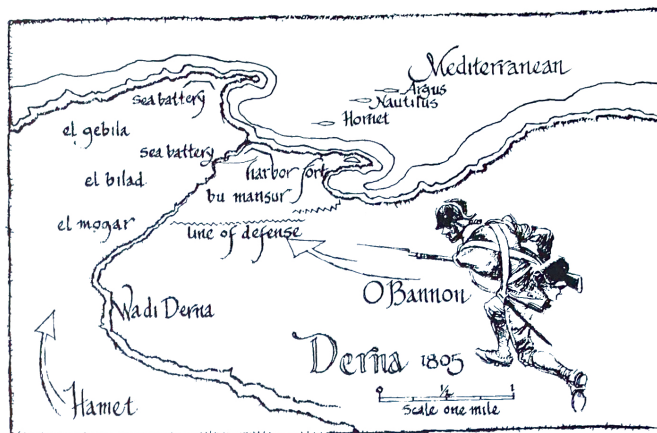 Mediterranean
Argus
Nautilus
Hornet
sea battery
el gebila
sea battery
harbor fort
el bilad
bu mansur
el mogar
line of defense
O'Bannon
Wadi Derna
Derna 1805
0 ½ 1
Scale one mile
Hamet